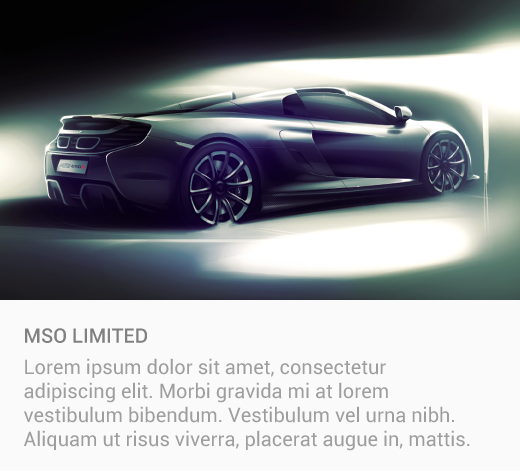 MSO LIMITED
Lorem ipsum dolor sit amet, consectetur
adipiscing elit. Morbi gravida mi at lorem
vestibulum bibendum. Vestibulum vel urna nibh.
Aliquam ut risus viverra, placerat augue in, mattis.